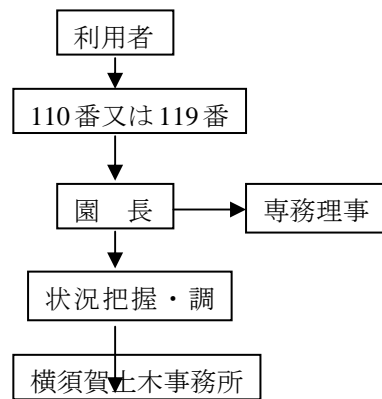 利用者
110番又は119番
園　長
専務理事
状況把握・調
横須賀土木事務所